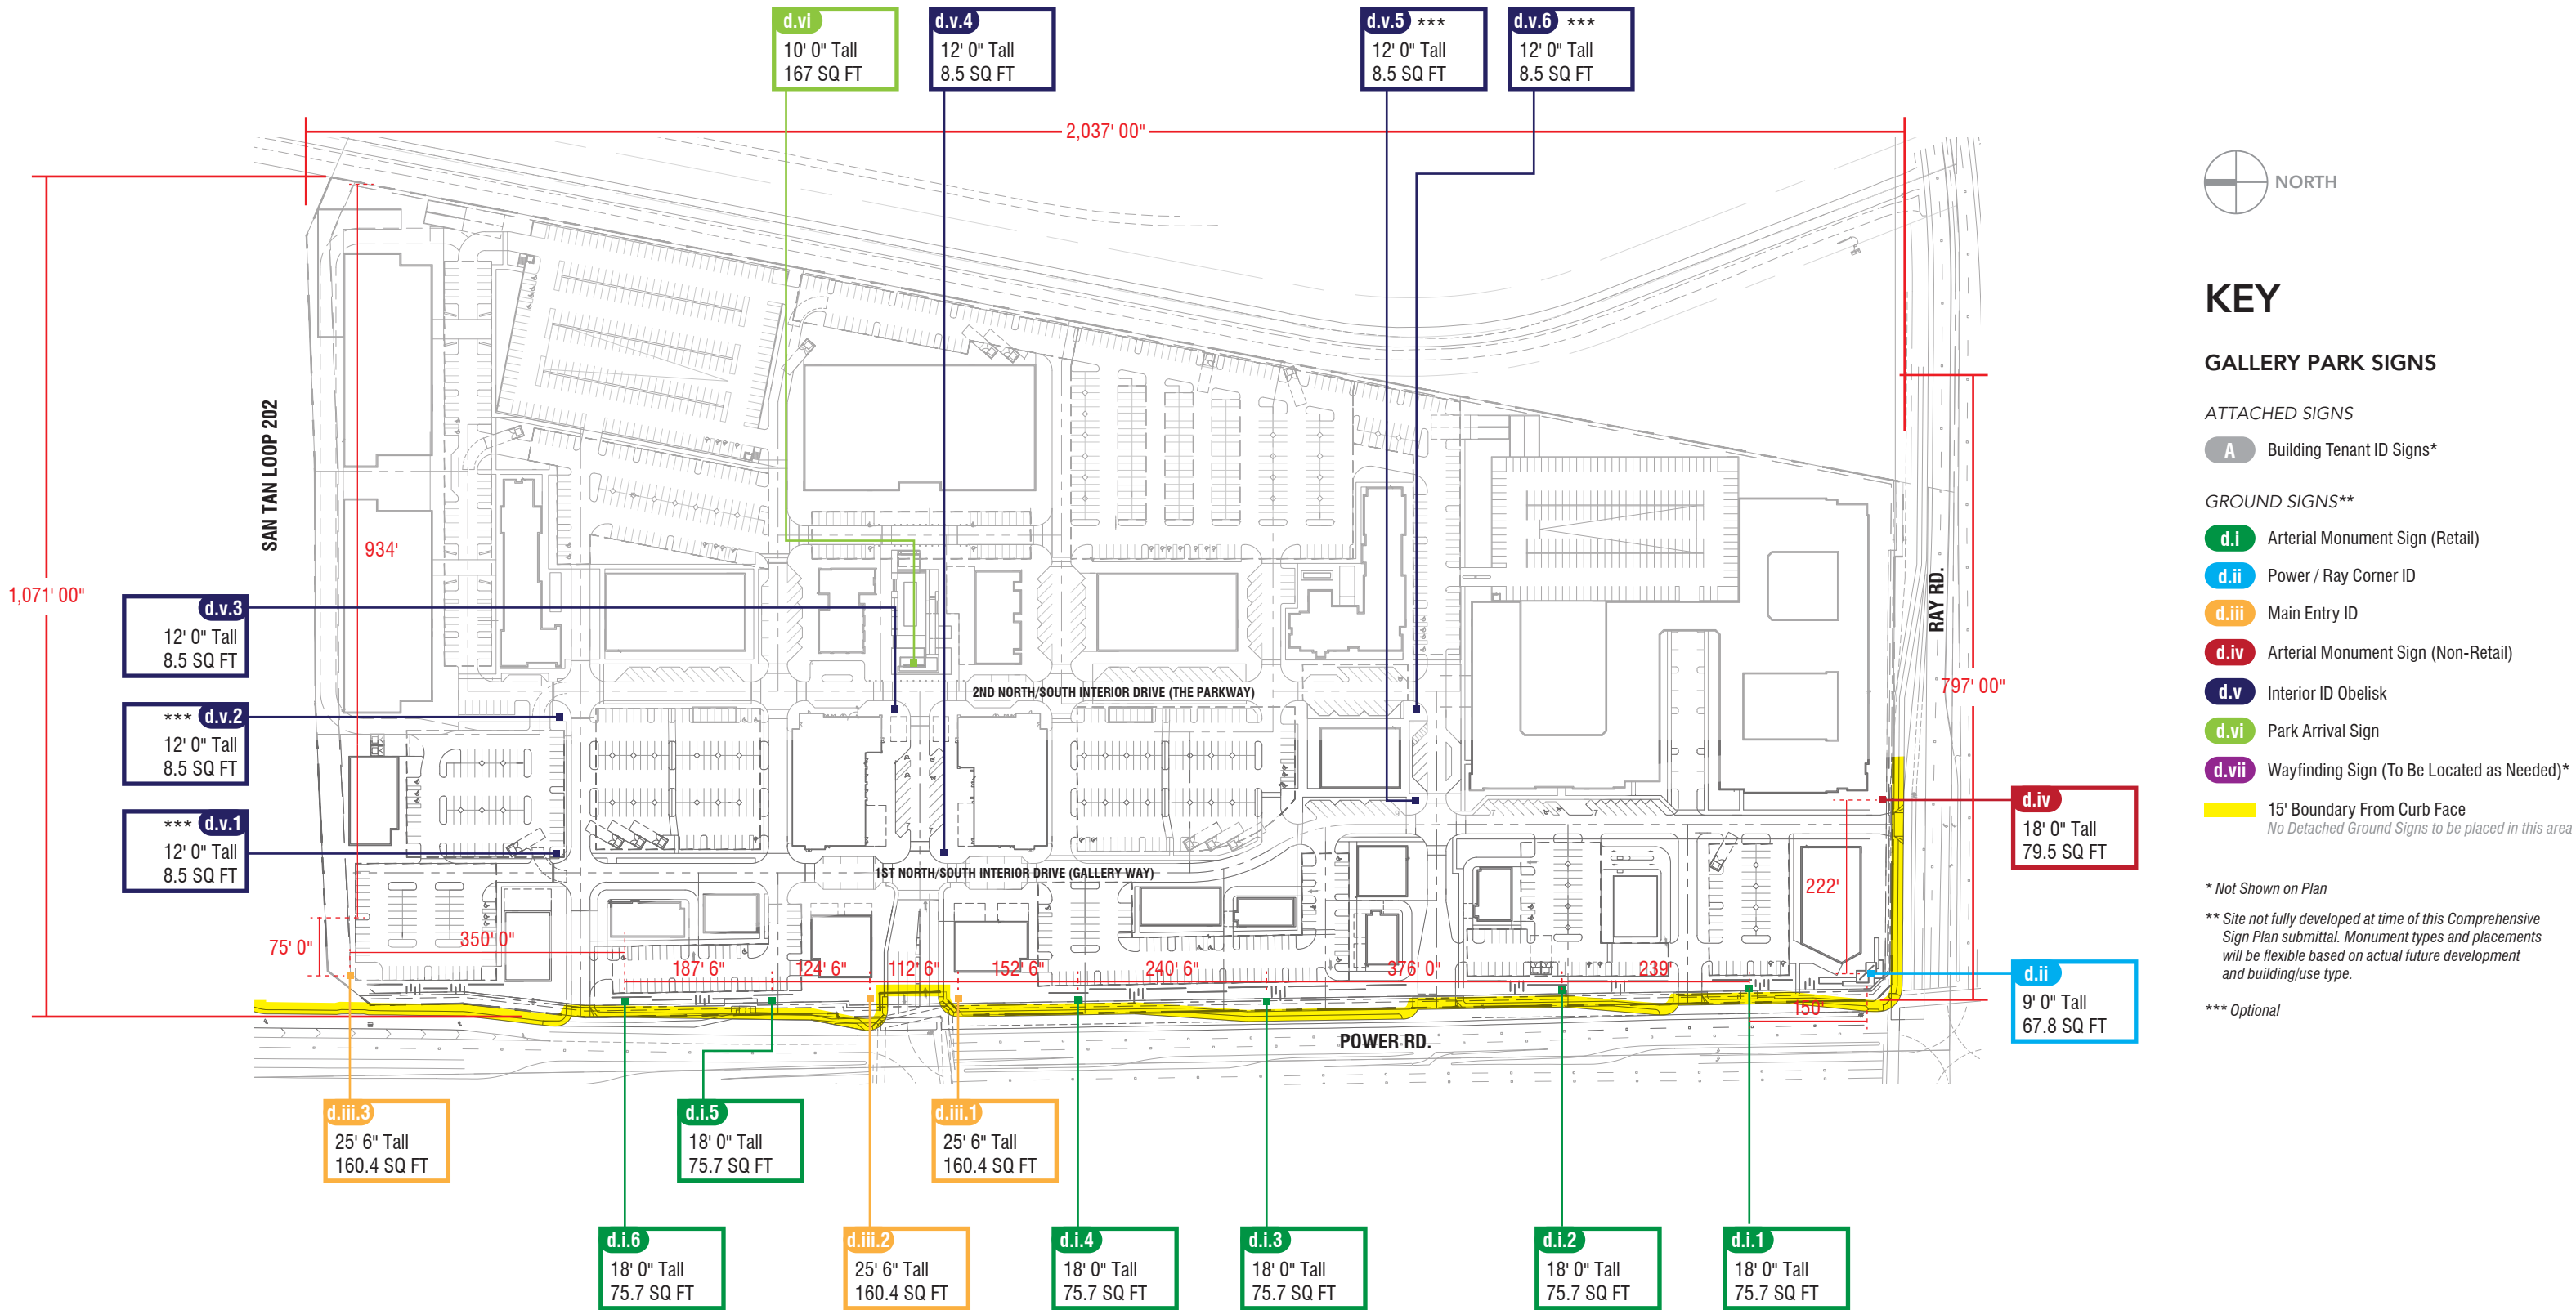 d.vi
10' 0" Tall
167 SQ FT
d.v.4
12' 0" Tall
8.5 SQ FT
d.v.5 ***
12' 0" Tall
8.5 SQ FT
d.v.6 ***
12' 0" Tall
8.5 SQ FT
2,037' 00"
1,071' 00"
SAN TAN LOOP 202
934'
d.v.3
12' 0" Tall
8.5 SQ FT
*** d.v.2
12' 0" Tall
8.5 SQ FT
*** d.v.1
12' 0" Tall
8.5 SQ FT
2ND NORTH/SOUTH INTERIOR DRIVE (THE PARKWAY)
1ST NORTH/SOUTH INTERIOR DRIVE (GALLERY WAY)
RAY RD.
797' 00"
222'
75' 0"
350' 0"
187' 6"
124' 6"
112' 6"
152' 6"
240' 6"
376' 0"
239'
150'
POWER RD.
d.iv
18' 0" Tall
79.5 SQ FT
d.ii
9' 0" Tall
67.8 SQ FT
d.iii.3
25' 6" Tall
160.4 SQ FT
d.i.5
18' 0" Tall
75.7 SQ FT
d.iii.1
25' 6" Tall
160.4 SQ FT
d.i.6
18' 0" Tall
75.7 SQ FT
d.iii.2
25' 6" Tall
160.4 SQ FT
d.i.4
18' 0" Tall
75.7 SQ FT
d.i.3
18' 0" Tall
75.7 SQ FT
d.i.2
18' 0" Tall
75.7 SQ FT
d.i.1
18' 0" Tall
75.7 SQ FT
NORTH
KEY
GALLERY PARK SIGNS
ATTACHED SIGNS
A Building Tenant ID Signs*
GROUND SIGNS**
d.i Arterial Monument Sign (Retail)
d.ii Power / Ray Corner ID
d.iii Main Entry ID
d.iv Arterial Monument Sign (Non-Retail)
d.v Interior ID Obelisk
d.vi Park Arrival Sign
d.vii Wayfinding Sign (To Be Located as Needed)*
15' Boundary From Curb Face
No Detached Ground Signs to be placed in this area
* Not Shown on Plan
** Site not fully developed at time of this Comprehensive
Sign Plan submittal. Monument types and placements
will be flexible based on actual future development
and building/use type.
*** Optional